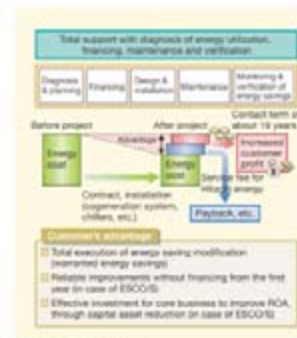 Total support with diagnosis of energy utilization,
financing, maintenance and verification
Diagnosis
& planning
Financing
Design &
installation
Maintenance
Monitoring &
verification of
energy savings
Contact term of
about 10 years
Before project
After project
Advantage
Increased
customer
profit
Energy
cost
Energy
cost
Service fee for
Hitachi energy
Contract, installation
(cogeneration system,
chillers, etc.)
Payback, etc.
Customer's advantage
Total execution of energy saving modification
(warranted energy savings)
Reliable improvements without financing from the first
year (in case of ESCO/S)
Effective investment for core business to improve ROA,
through capital asset reduction (in case of ESCO/S)